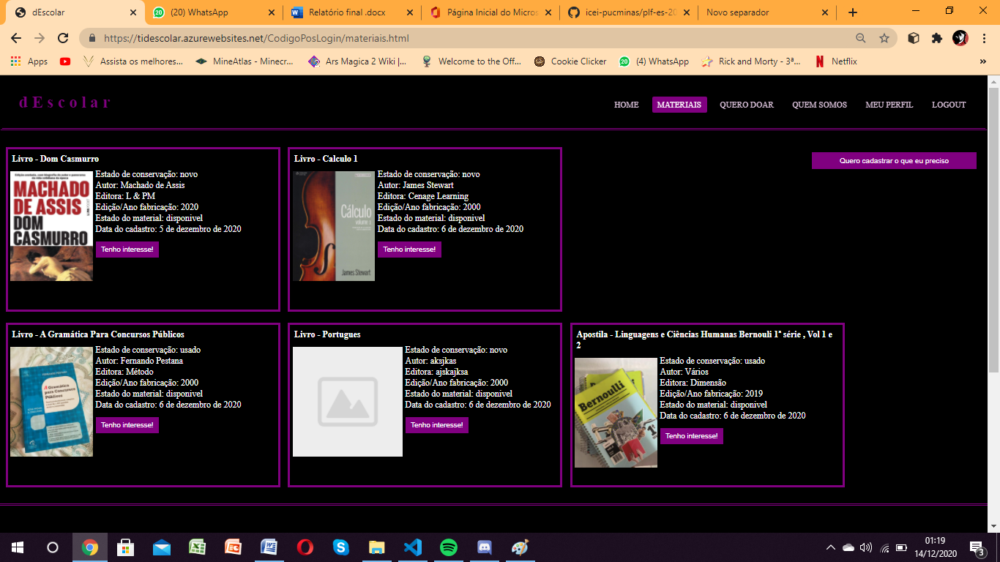 dEscolar
(20) WhatsApp
Relatório final .docx
Página Inicial do Micros
icei-pucminas/plf-es-20
Novo separador
https://tidescolar.azurewebsites.net/CodigoPosLogin/materiais.html
Apps
Assista os melhores...
MineAtlas - Minecr...
Ars Magica 2 Wiki |...
Welcome to the Off...
Cookie Clicker
(4) WhatsApp
Rick and Morty - 3ª...
Netflix
»
dEscolar
HOME
MATERIAIS
QUERO DOAR
QUEM SOMOS
MEU PERFIL
LOGOUT
Quero cadastrar o que eu preciso
Livro - Dom Casmurro
MACHADO
DE ASSIS
DOM
CASMURRO
Estado de conservação: novo
Autor: Machado de Assis
Editora: L & PM
Edição/Ano fabricação: 2020
Estado do material: disponivel
Data do cadastro: 5 de dezembro de 2020
Tenho interesse!
Livro - Calculo 1
Cálculo
volume 1
James Stewart
Estado de conservação: novo
Autor: James Stewart
Editora: Cenage Learning
Edição/Ano fabricação: 2000
Estado do material: disponivel
Data do cadastro: 6 de dezembro de 2020
Tenho interesse!
Livro - A Gramática Para Concursos Públicos
A Gramática
para Concursos
Públicos
Estado de conservação: usado
Autor: Fernando Pestana
Editora: Método
Edição/Ano fabricação: 2000
Estado do material: disponivel
Data do cadastro: 6 de dezembro de 2020
Tenho interesse!
Livro - Portugues
Estado de conservação: novo
Autor: aksjkas
Editora: ajskajksa
Edição/Ano fabricação: 2000
Estado do material: disponivel
Data do cadastro: 6 de dezembro de 2020
Tenho interesse!
Apostila - Linguagens e Ciências Humanas Bernouli 1ª série , Vol 1 e
2
Bernoulli
Estado de conservação: usado
Autor: Vários
Editora: Dimensão
Edição/Ano fabricação: 2019
Estado do material: disponivel
Data do cadastro: 6 de dezembro de 2020
Tenho interesse!
01:19
14/12/2020
3